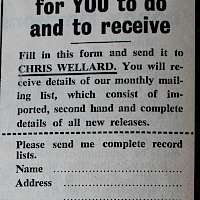 for YOU to do
and to receive
Fill in this form and send it to
CHRIS WELLARD. You will re-
ceive details of our monthly mail-
ing list, which consist of im-
ported, second hand and complete
details of all new releases.
Please send me complete record
lists.
Name
Address